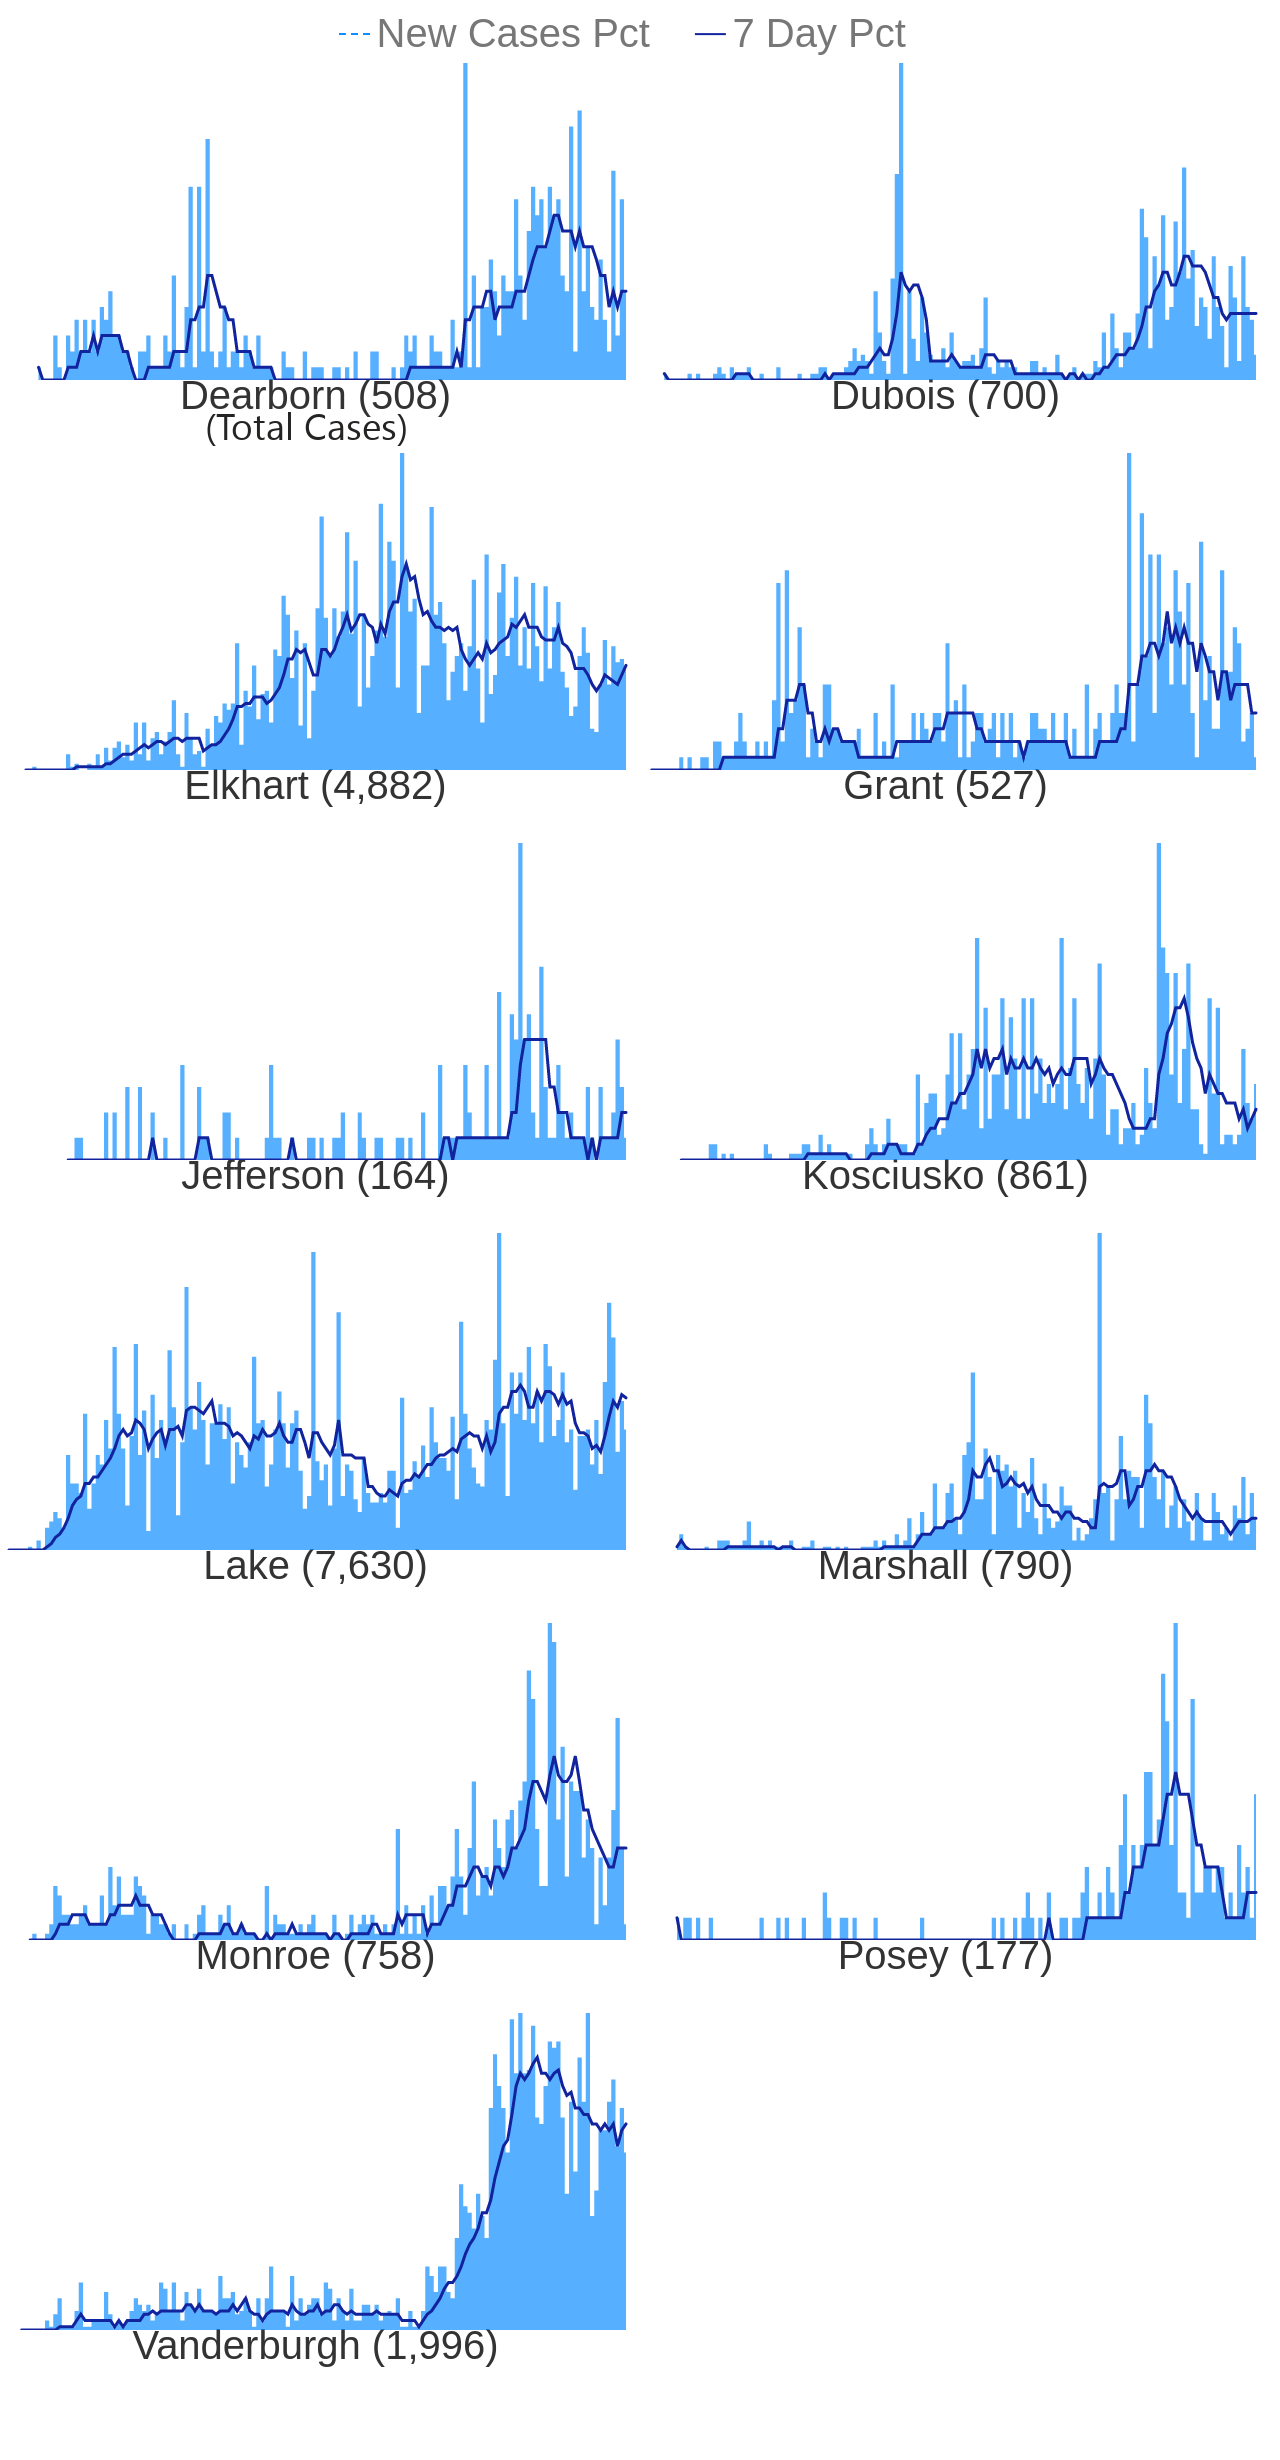 New Cases Pct 7 Day Pct
Dearborn (508) Dubois (700)
(Total Cases)
Elkhart (4,882) Grant (527)
Jefferson (164) Kosciusko (861)
Lake (7,630) Marshall (790)
Monroe (758) Posey (177)
Vanderburgh (1,996)